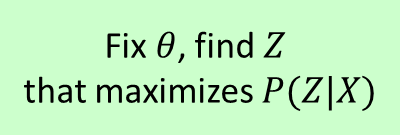 Fix θ, find Z
that maximizes P(Z|X)